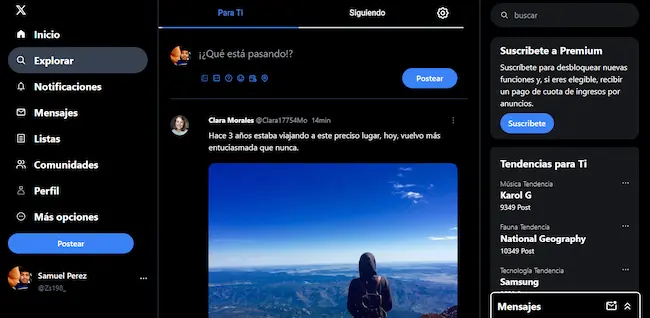 Inicio
Explorar
Notificaciones
Mensajes
Listas
Comunidades
Perfil
Más opciones
Postear
Samuel Perez
@Zs198_
Para Ti
Siguiendo
¡¿Qué está pasando!?
Postear
Clara Morales @Clara17754Mo 14min
Hace 3 años estaba viajando a este preciso lugar, hoy, vuelvo más
entuciasmada que nunca.
buscar
Suscribete a Premium
Suscríbete para desbloquear nuevas
funciones y, si eres elegible, recibir
un pago de cuota de ingresos por
anuncios.
Suscribete
Tendencias para Ti
Música Tendencia
Karol G
9349 Post
Fauna Tendencia
National Geography
10339 Post
Tecnología Tendencia
Samsung
Mensajes